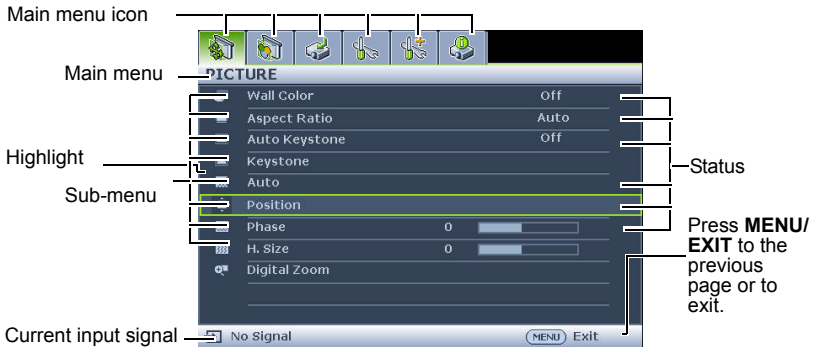 Main menu icon
Main menu
PICTURE
Wall Color Off
Aspect Ratio Auto
Auto Keystone Off
Keystone
Highlight
Auto
Status
Sub-menu
Position
Phase 0
H. Size 0
Digital Zoom
Press MENU/
EXIT to the
previous
page or to
exit.
Current input signal
No Signal
MENU Exit